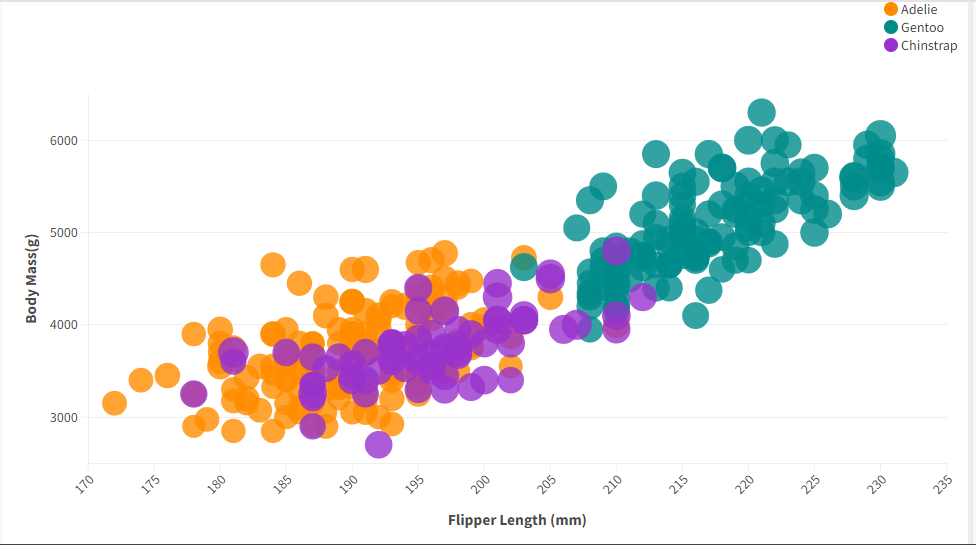 Adelie
Gentoo
Chinstrap
6000
5000
4000
3000
Body Mass(g)
170 175 180 185 190 195 200 205 210 215 220 225 230 235
Flipper Length (mm)